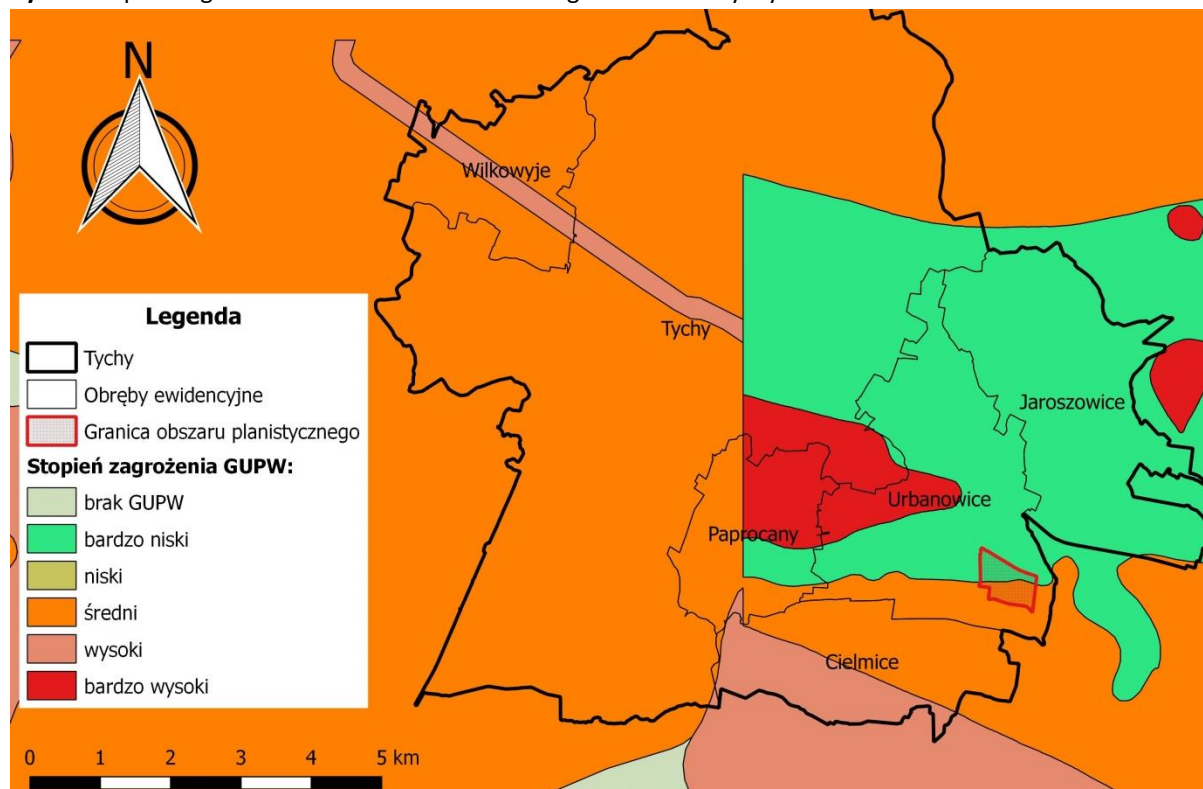 N
Wilkowyje
Tychy
Jaroszowice
Urbanowice
Paprocany
Cielmice
Legenda
Tychy
Obręby ewidencyjne
Granica obszaru planistycznego
Stopień zagrożenia GUPW:
brak GUPW
bardzo niski
niski
średni
wysoki
bardzo wysoki
0 1 2 3 4 5 km